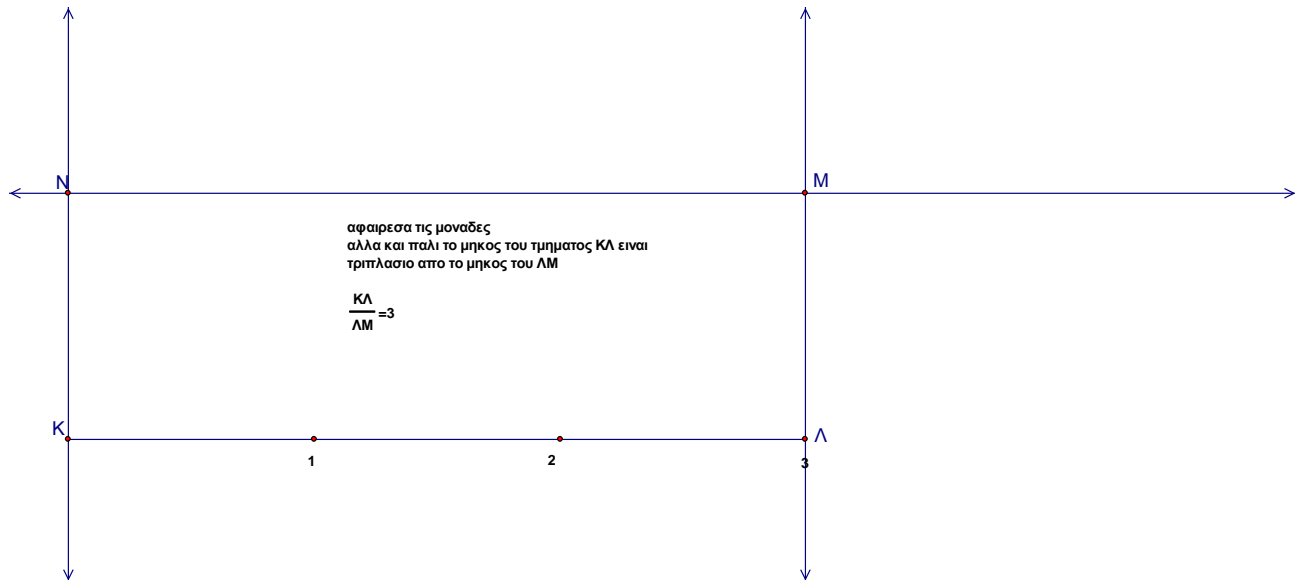 N
M
αφαιρεσα τις μοναδες
αλλα και παλι το μηκος του τμηματος ΚΛ ειναι
τριπλασιο απο το μηκος του ΛΜ
ΚΛ
ΛΜ =3
Κ
Λ
1
2
3